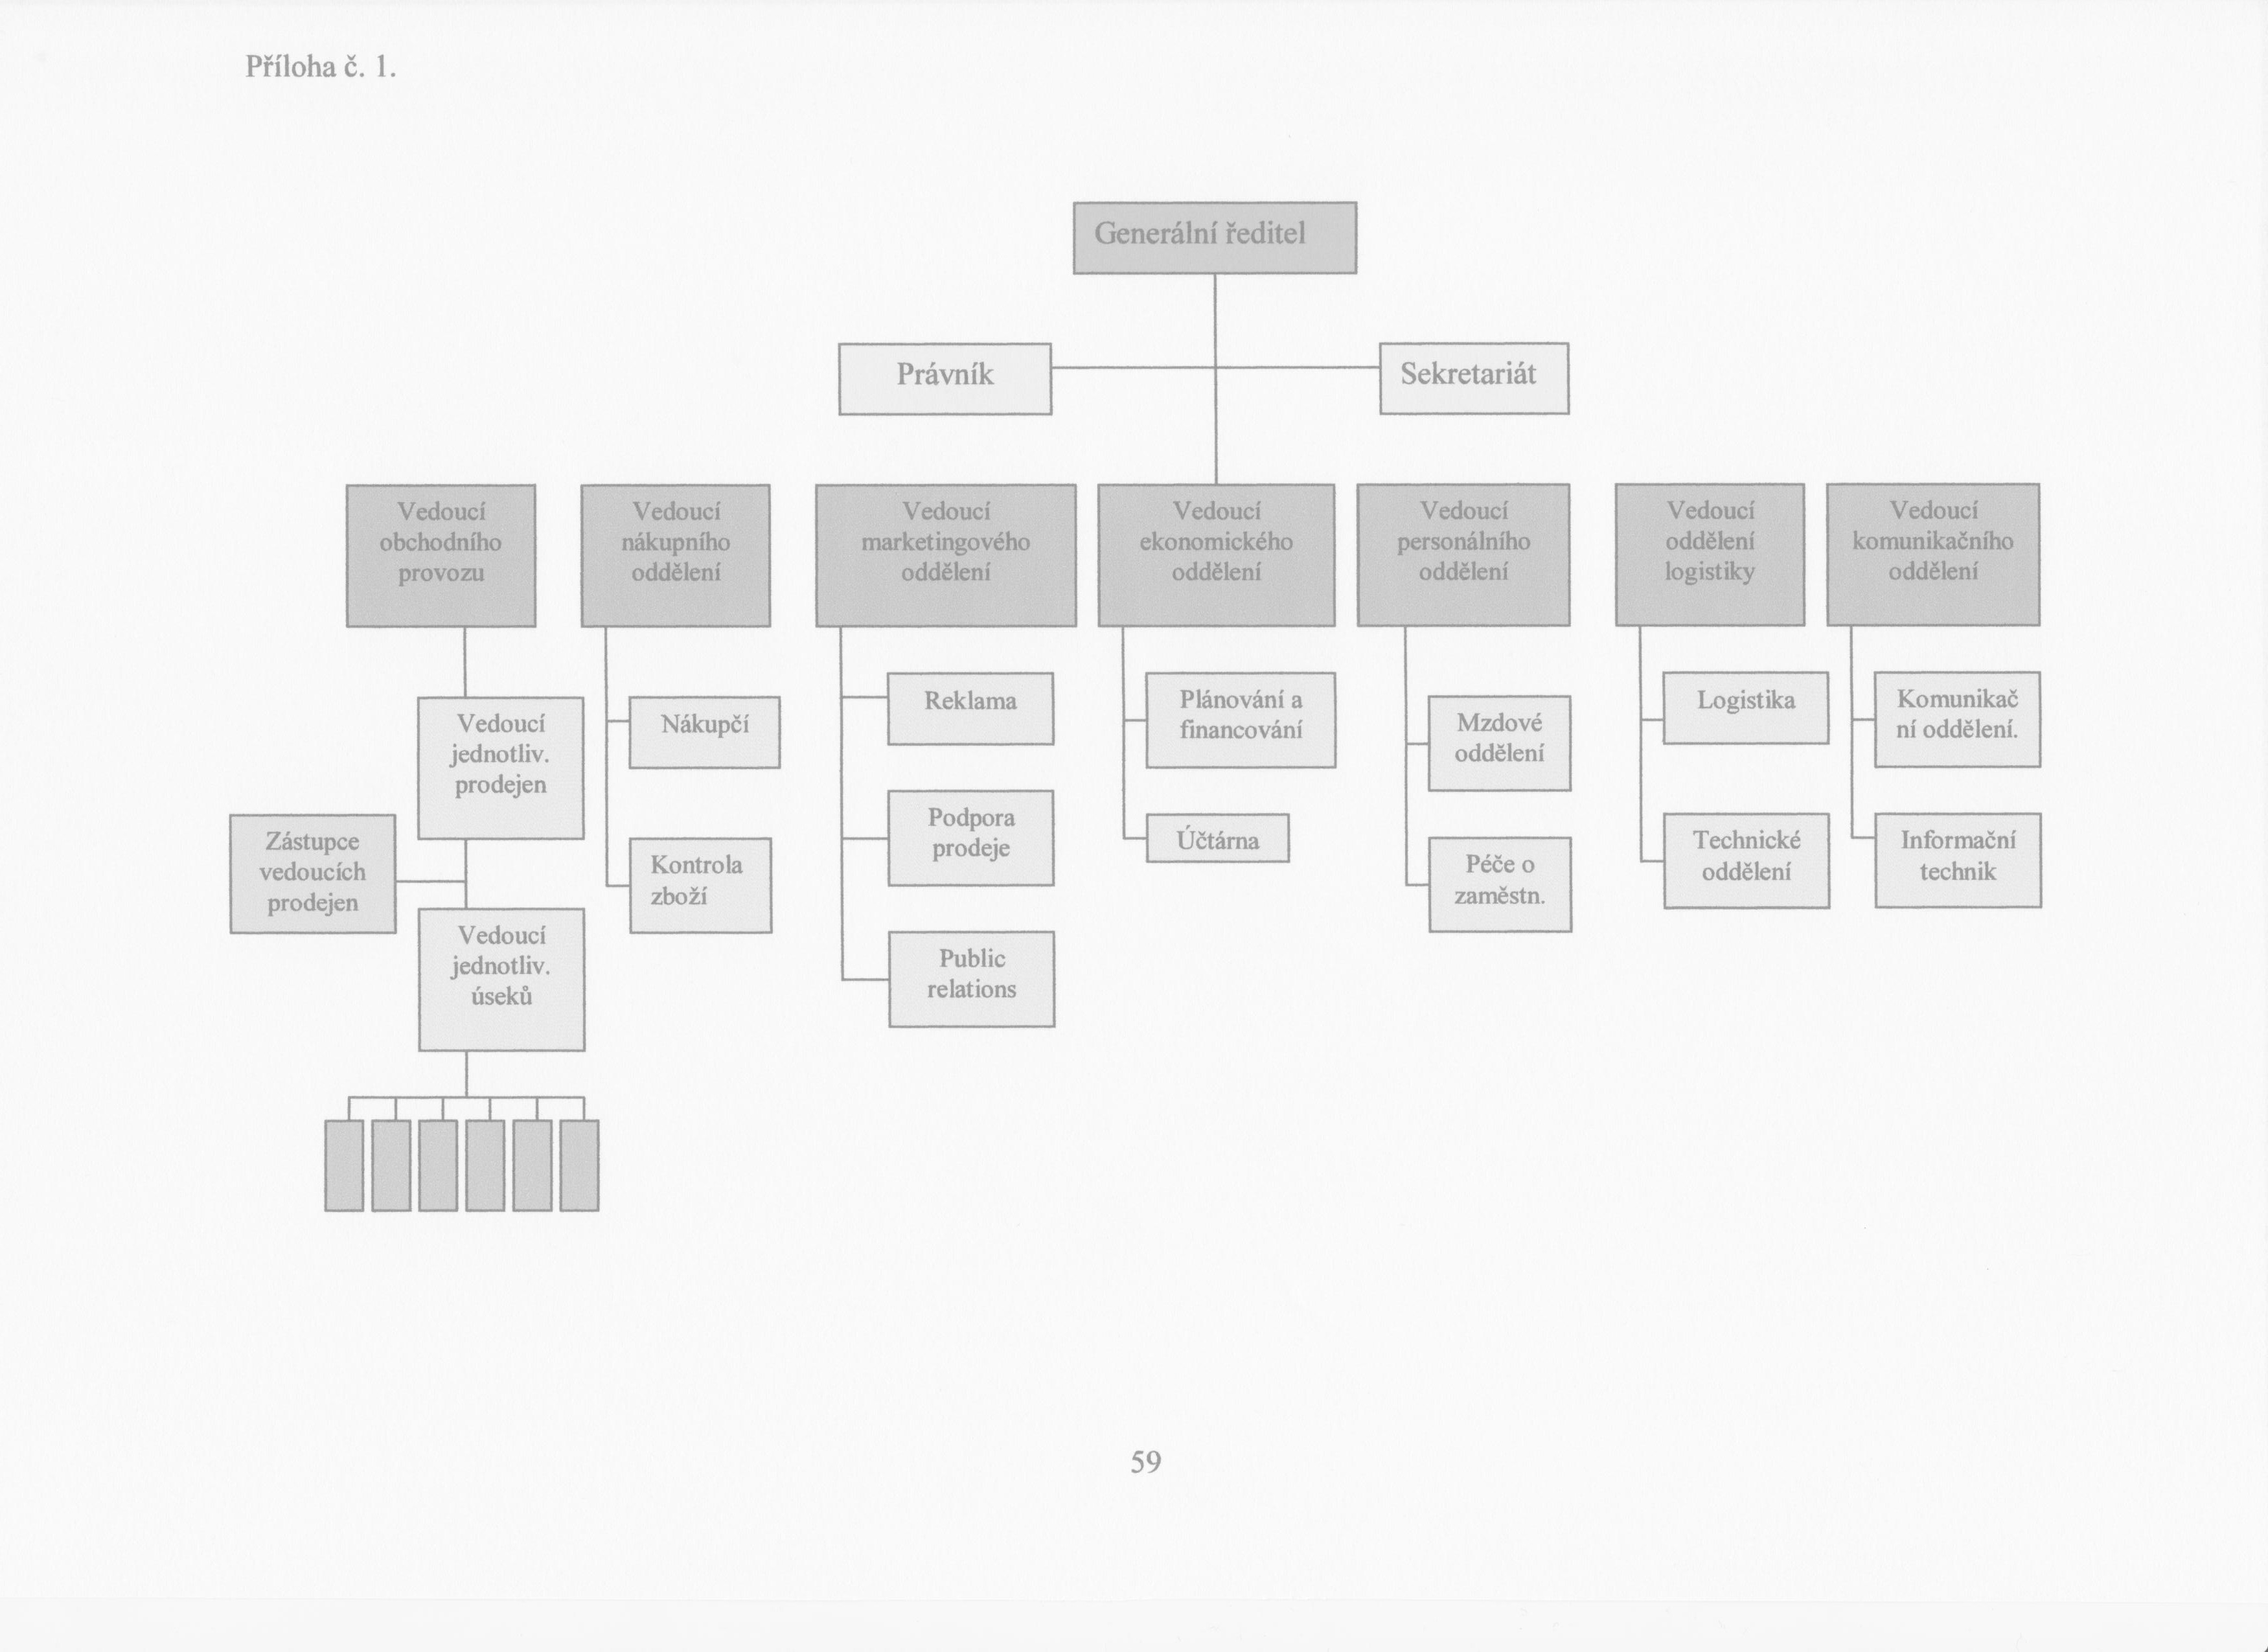 Příloha č. 1.
Generální ředitel
Právník
Sekretariát
Vedoucí
obchodního
provozu
Vedoucí
nákupního
oddělení
Vedoucí
marketingového
oddělení
Vedoucí
ekonomického
oddělení
Vedoucí
personálního
oddělení
Vedoucí
oddělení
logistiky
Vedoucí
komunikačního
oddělení
Vedoucí
jednotliv.
prodejen
Zástupce
vedoucích
prodejen
Vedoucí
jednotliv.
úseků
Nákupčí
Kontrola
zboží
Reklama
Podpora
prodeje
Public
relations
Plánování a
financování
Účtárna
Mzdové
oddělení
Péče o
zaměstn.
Logistika
Technické
oddělení
Komunikač
ní oddělení.
Informační
technik
59